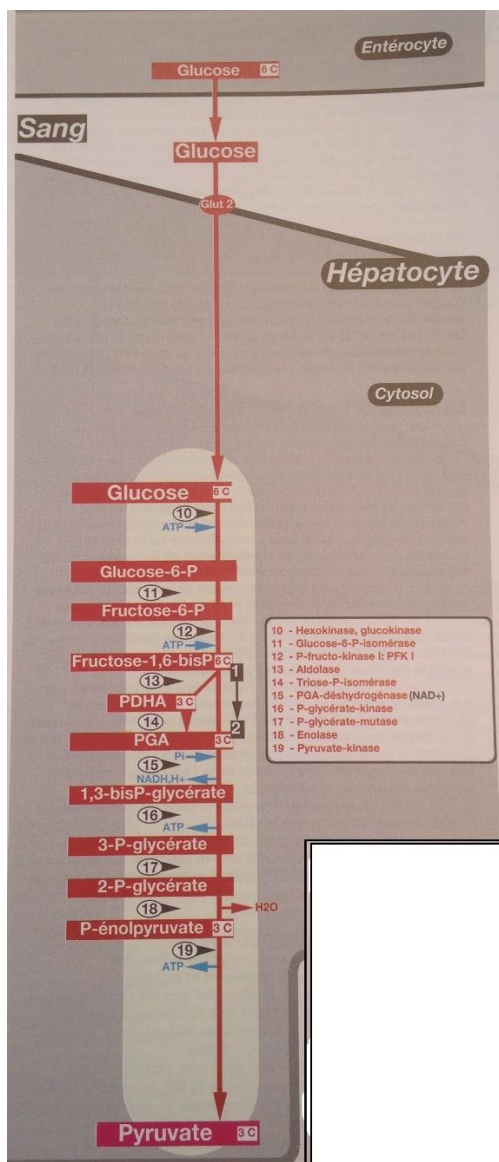 Entérocyte
Glucose 6 C
Sang
Glucose
Glut 2
Hépatocyte
Cytosol
Glucose 6 C
10
ATP
Glucose-6-P
11
Fructose-6-P
12
ATP
Fructose-1,6-bisP 6 C
1
13
PDHA 3 C
14
2
PGA 3 C
Pi
15
NADH,H+
1,3-bisP-glycérate
16
ATP
3-P-glycérate
17
2-P-glycérate
18
H2O
P-énolpyruvate 3 C
19
ATP
Pyruvate 3 C
10 - Hexokinase, glucokinase
11 - Glucose-6-P-isomérase
12 - P-fructo-kinase I: PFK I
13 - Aldolase
14 - Triose-P-isomérase
15 - PGA-déshydrogénase (NAD+)
16 - P-glycérate-kinase
17 - P-glycérate-mutase
18 - Enolase
19 - Pyruvate-kinase